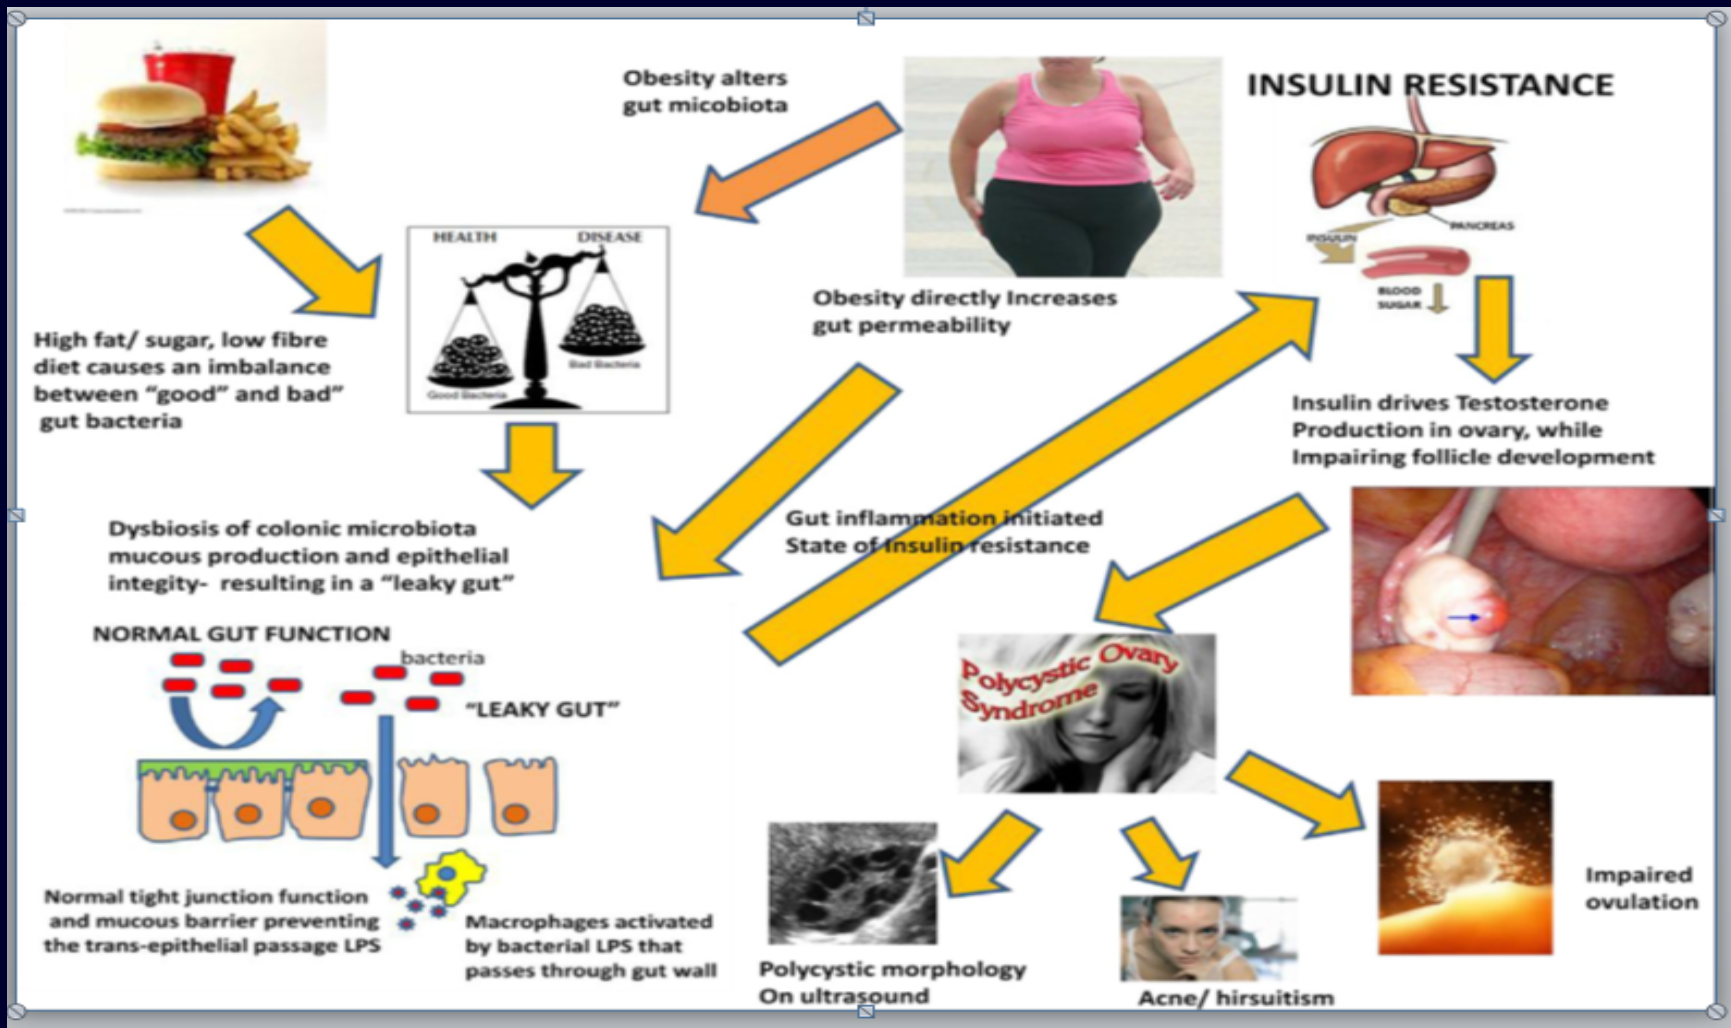 Obesity alters
gut micobiota
INSULIN RESISTANCE
PANCREAS
INSULIN
BLOOD
SUGAR
HEALTH
DISEASE
Good Bacteria
Bad Bacteria
High fat/ sugar, low fibre
diet causes an imbalance
between “good” and bad”
gut bacteria
Obesity directly Increases
gut permeability
Insulin drives Testosterone
Production in ovary, while
Impairing follicle development
Dysbiosis of colonic microbiota
mucous production and epithelial
integity- resulting in a “leaky gut”
Gut inflammation initiated
State of Insulin resistance
NORMAL GUT FUNCTION
bacteria
“LEAKY GUT”
Normal tight junction function
and mucous barrier preventing
the trans-epithelial passage LPS
Macrophages activated
by bacterial LPS that
passes through gut wall
Polycystic Ovary
Syndrome
Polycystic morphology
On ultrasound
Acne/ hirsuitism
Impaired
ovulation